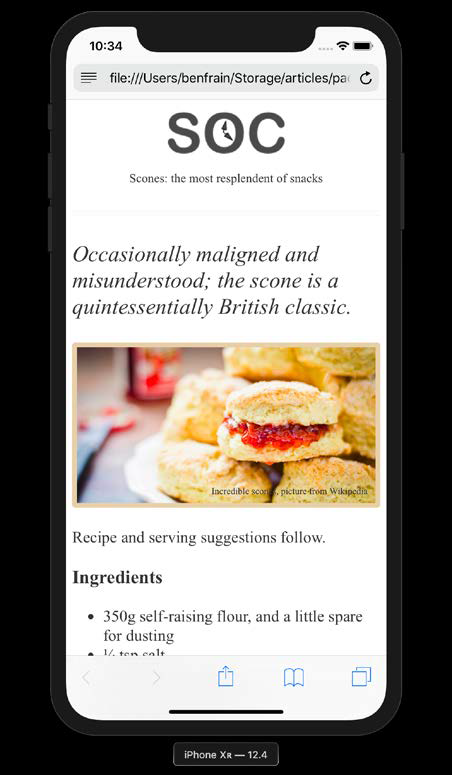 10:34
file:///Users/benfrain/Storage/articles/pac
SOC
Scones: the most resplendent of snacks
Occasionally maligned and
misunderstood; the scone is a
quintessentially British classic.
Incredible scones, picture from Wikipedia
Recipe and serving suggestions follow.
Ingredients
350g self-raising flour, and a little spare
for dusting
¼ tsp salt
iPhone Xʀ — 12.4